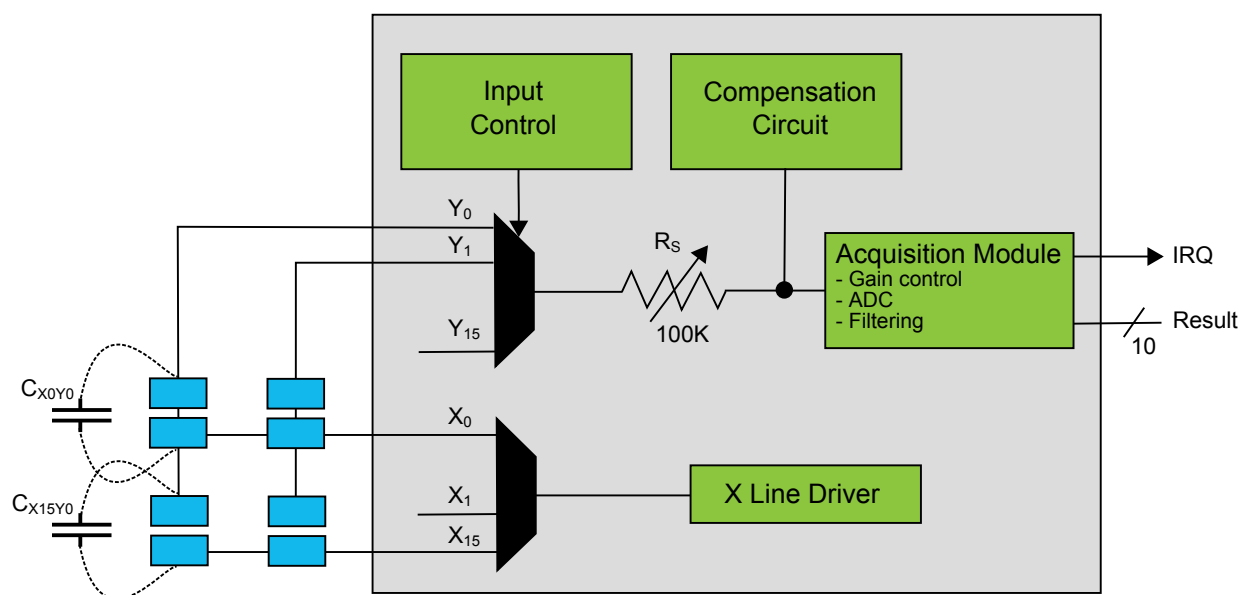 Input
Control
Compensation
Circuit
Y0
Y1
Y15
RS
100K
Acquisition Module
- Gain control
- ADC
- Filtering
IRQ
Result
10
CX0Y0
CX15Y0
X0
X1
X15
X Line Driver